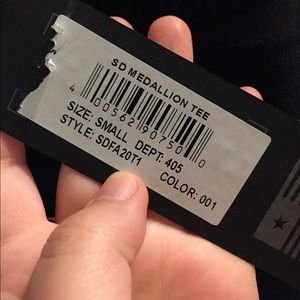 SD MEDALLION TEE
4 00562 90750 0
SIZE: SMALL DEPT: 405
STYLE: SDFA20T1
COLOR: 001